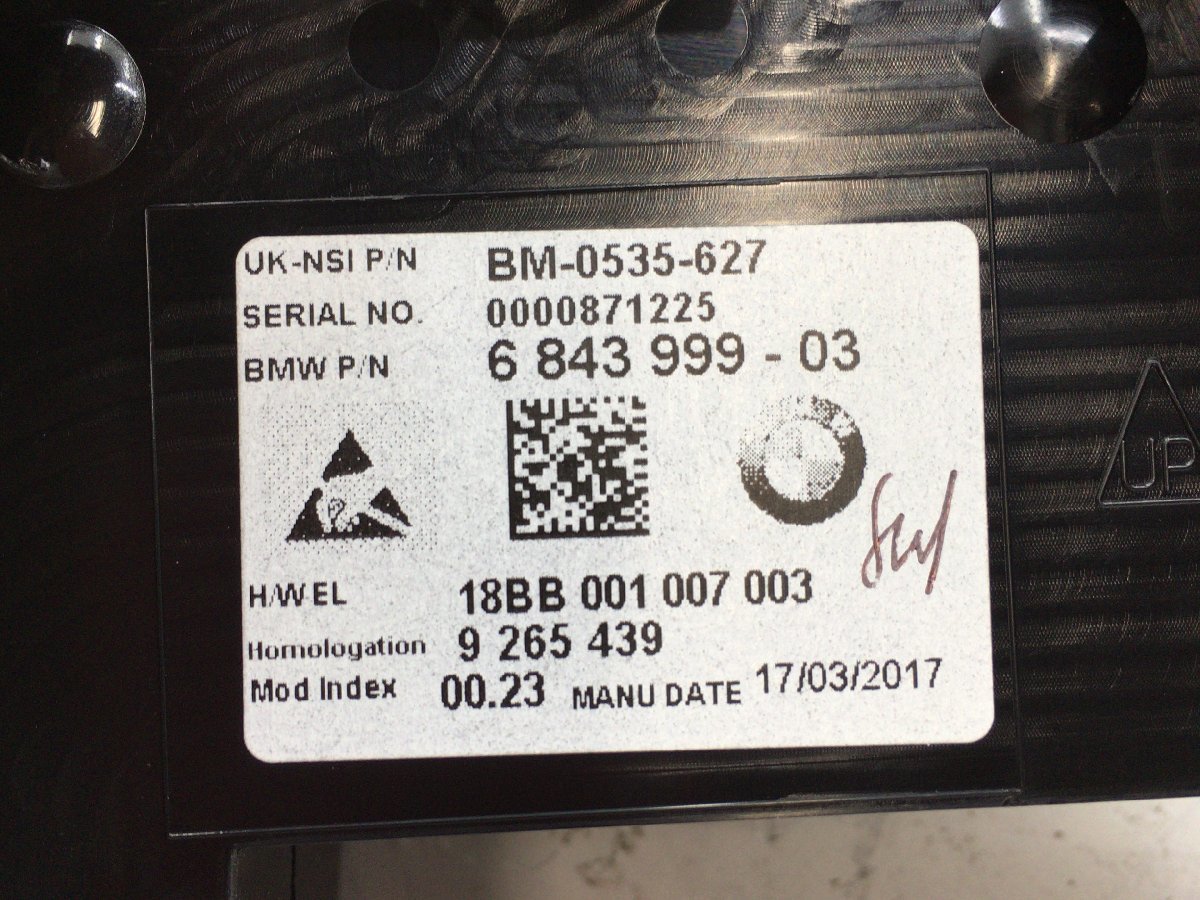 UK-NSI P/N BM-0535-627
SERIAL NO. 0000871225
BMW P/N 6 843 999 - 03
H/W EL 18BB 001 007 003
Homologation 9 265 439
Mod Index 00.23 MANU DATE 17/03/2017
UP